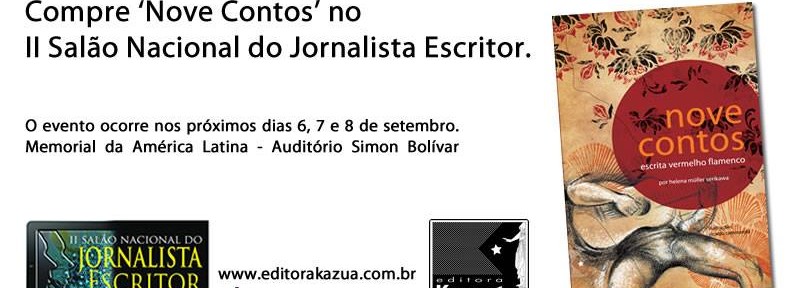 Compre ‘Nove Contos’ no
II Salão Nacional do Jornalista Escritor.
O evento ocorre nos próximos dias 6, 7 e 8 de setembro.
Memorial da América Latina - Auditório Simon Bolívar
II SALÃO NACIONAL DO
JORNALISTA
ESCRITOR
www.editorakazua.com.br
editora
nove
contos
escrita vermelho flamenco
por helena müller